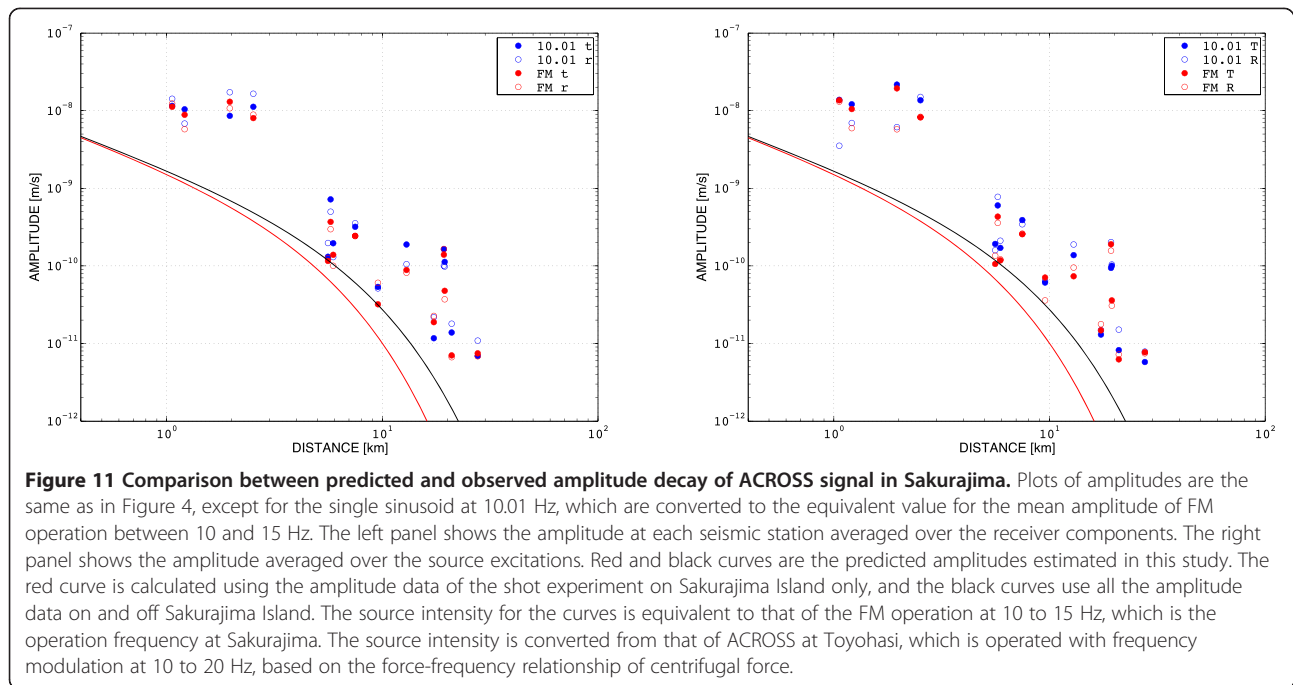 10⁻⁷
10⁻⁸
10⁻⁹
10⁻¹⁰
10⁻¹¹
10⁻¹²
AMPLITUDE [m/s]
10.01 t
10.01 r
FM t
FM r
10⁰
10¹
10²
DISTANCE [km]
10⁻⁷
10⁻⁸
10⁻⁹
10⁻¹⁰
10⁻¹¹
10⁻¹²
AMPLITUDE [m/s]
10.01 T
10.01 R
FM T
FM R
10⁰
10¹
10²
DISTANCE [km]
Figure 11 Comparison between predicted and observed amplitude decay of ACROSS signal in Sakurajima. Plots of amplitudes are the
same as in Figure 4, except for the single sinusoid at 10.01 Hz, which are converted to the equivalent value for the mean amplitude of FM
operation between 10 and 15 Hz. The left panel shows the amplitude at each seismic station averaged over the receiver components. The right
panel shows the amplitude averaged over the source excitations. Red and black curves are the predicted amplitudes estimated in this study. The
red curve is calculated using the amplitude data of the shot experiment on Sakurajima Island only, and the black curves use all the amplitude
data on and off Sakurajima Island. The source intensity for the curves is equivalent to that of the FM operation at 10 to 15 Hz, which is the
operation frequency at Sakurajima. The source intensity is converted from that of ACROSS at Toyohasi, which is operated with frequency
modulation at 10 to 20 Hz, based on the force-frequency relationship of centrifugal force.